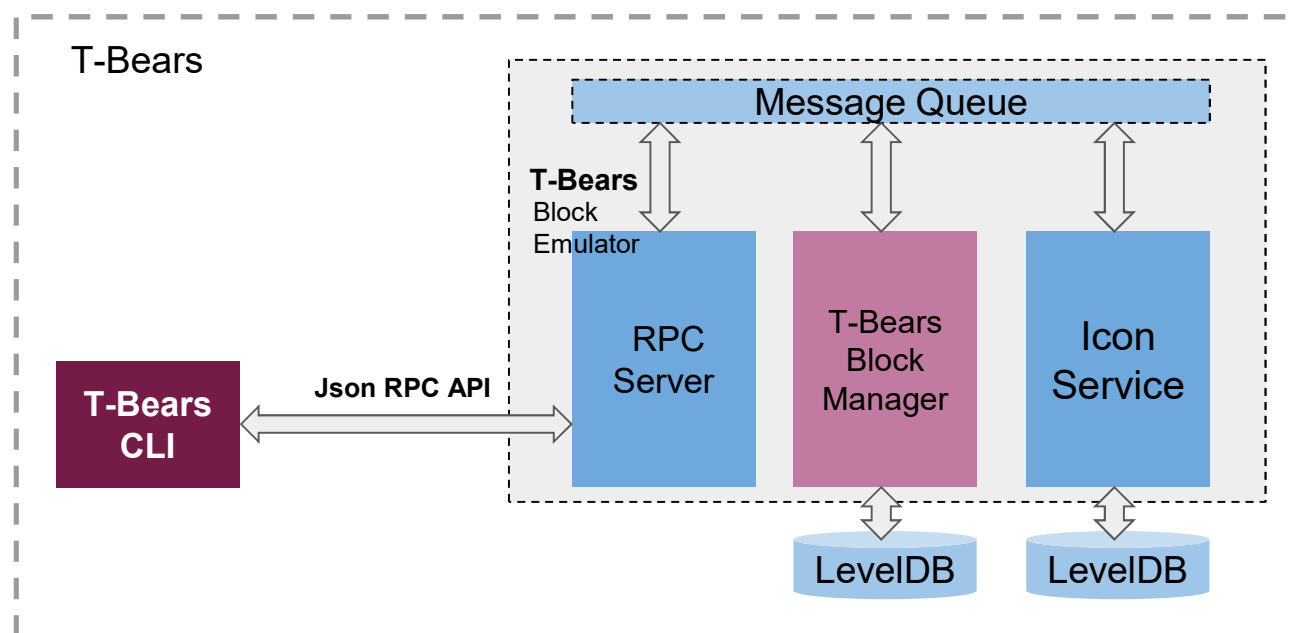 T-Bears
Message Queue
T-Bears
Block
Emulator
RPC
Server
T-Bears
Block
Manager
Icon
Service
Json RPC API
T-Bears
CLI
LevelDB
LevelDB